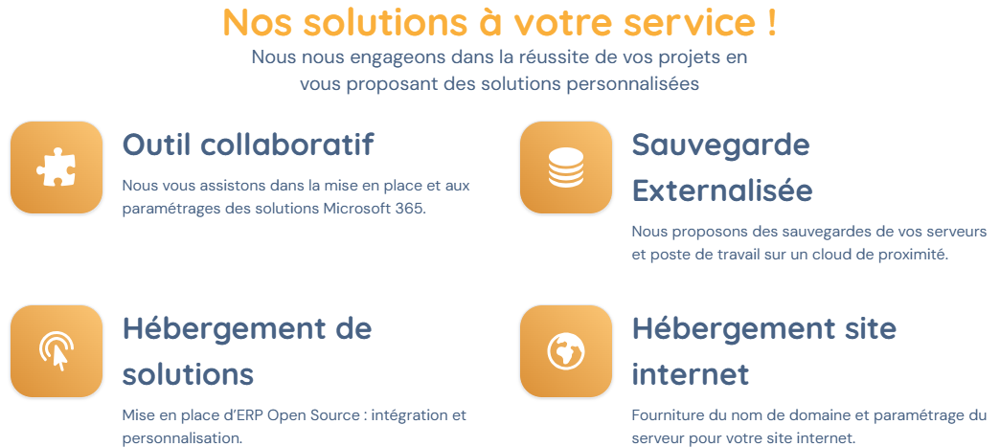 Nos solutions à votre service !
Nous nous engageons dans la réussite de vos projets en
vous proposant des solutions personnalisées
Outil collaboratif
Nous vous assistons dans la mise en place et aux
paramétrages des solutions Microsoft 365.
Sauvegarde
Externalisée
Nous proposons des sauvegardes de vos serveurs
et poste de travail sur un cloud de proximité.
Hébergement de
solutions
Mise en place d’ERP Open Source : intégration et
personnalisation.
Hébergement site
internet
Fourniture du nom de domaine et paramétrage du
serveur pour votre site internet.